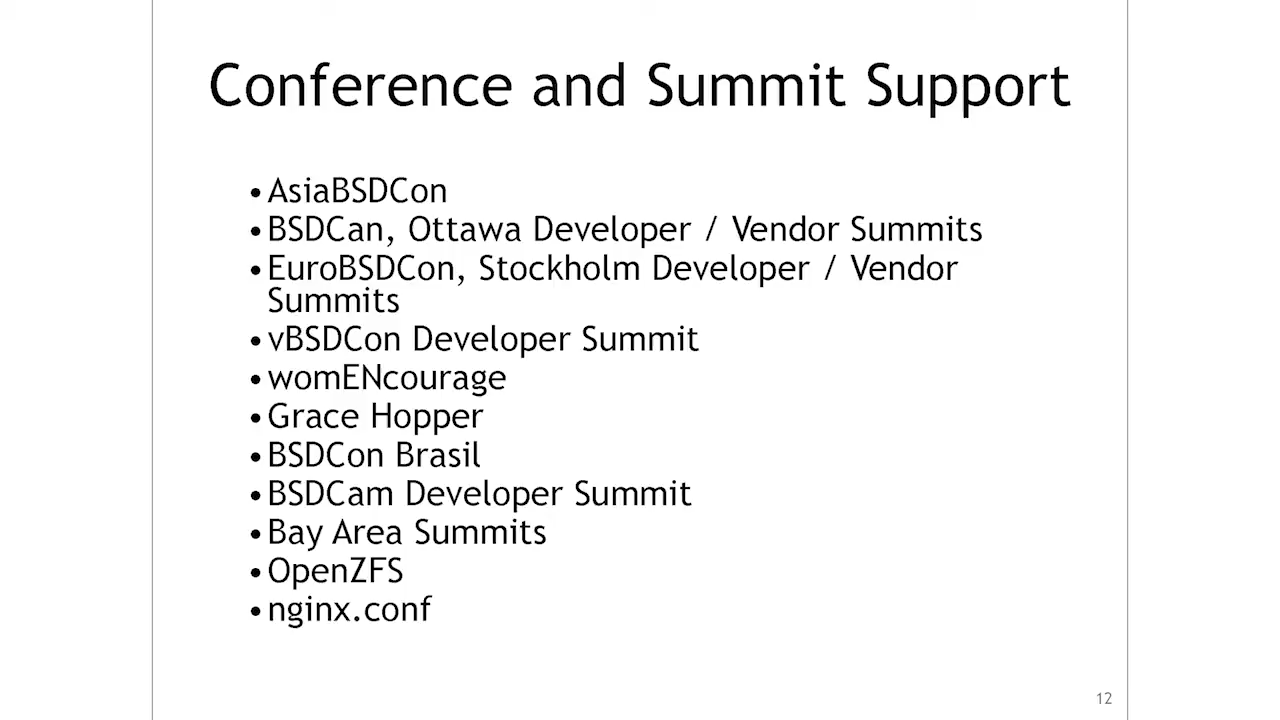 Conference and Summit Support
•AsiaBSDCon
•BSDCan, Ottawa Developer / Vendor Summits
•EuroBSDCon, Stockholm Developer / Vendor
Summits
•vBSDCon Developer Summit
•womENcourage
•Grace Hopper
•BSDCon Brasil
•BSDCam Developer Summit
•Bay Area Summits
•OpenZFS
•nginx.conf
12